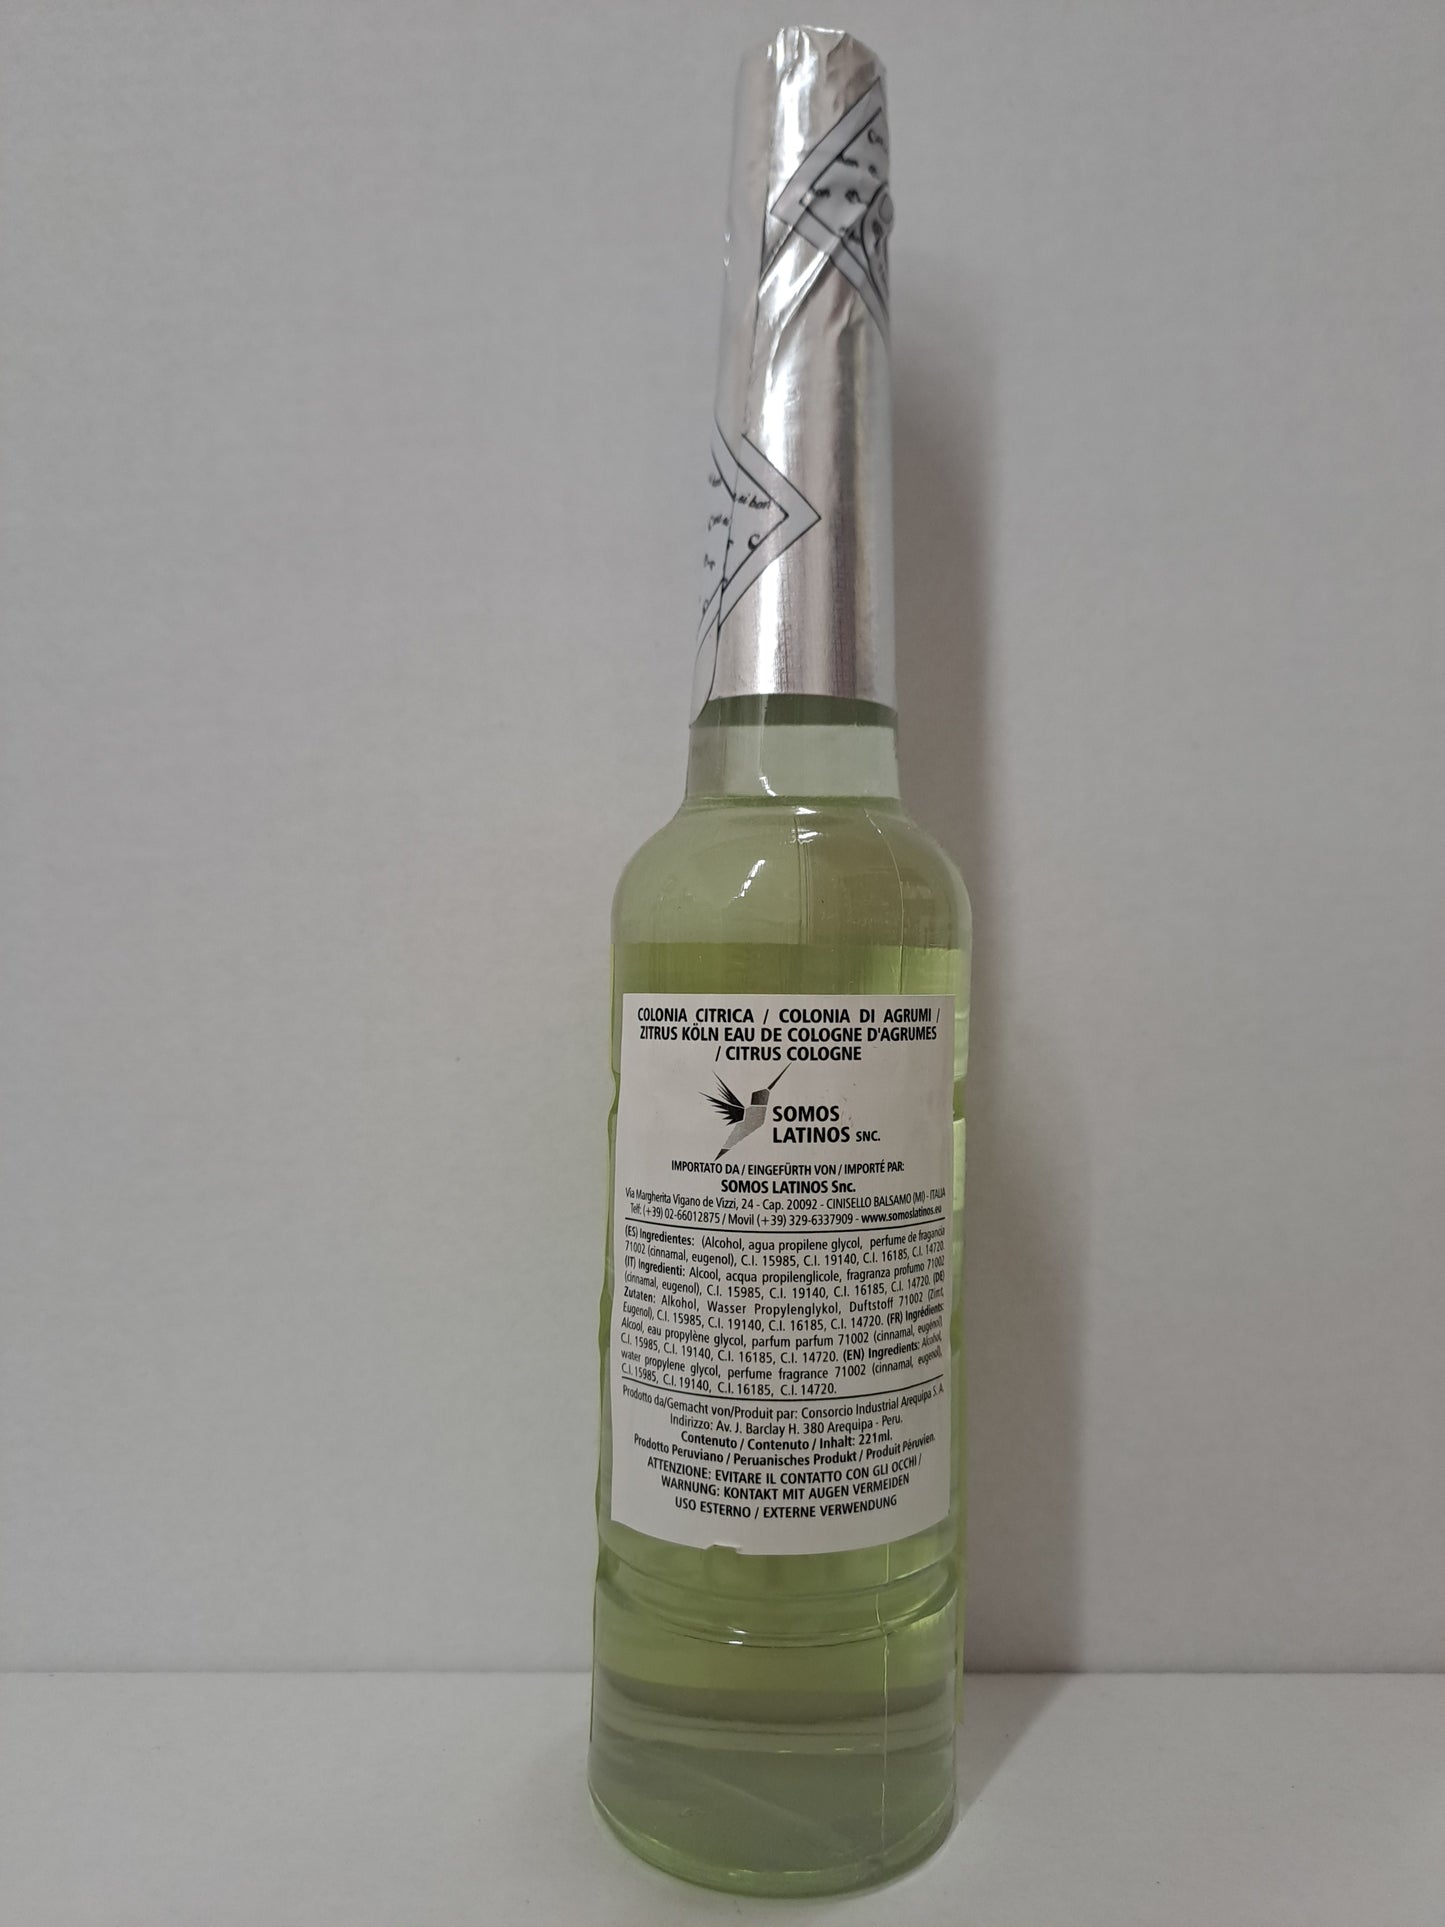 COLONIA CITRICA / COLONIA DI AGRUMI /
ZITRUS KÖLN EAU DE COLOGNE D'AGRUMES
/ CITRUS COLOGNE
SOMOS
LATINOS SNC.
IMPORTATO DA / EINGEFÜRTH VON / IMPORTÉ PAR:
SOMOS LATINOS Snc.
Via Margherita Vigano de Vizzi, 24 - Cap. 20092 - CINISELLO BALSAMO (MI) - ITALIA
Telf: (+39) 02-66012875 / Movil (+39) 329-6337909 - www.somoslatinos.eu
(ES) Ingredientes: (Alcohol, agua propilene glycol, perfume de fragancia
71002 (cinnamal, eugenol), C.I. 15985, C.I. 19140, C.I. 16185, C.I. 14720.
(IT) Ingredienti: Alcool, acqua propilenglicole, fragranza profumo 71002
(cinnamal, eugenol), C.I. 15985, C.I. 19140, C.I. 16185, C.I. 14720. (DE)
Zutaten: Alkohol, Wasser Propylenglykol, Duftstoff 71002 (Zimt,
Eugenol), C.I. 15985, C.I. 19140, C.I. 16185, C.I. 14720. (FR) Ingrédients:
Alcool, eau propylène glycol, parfum parfum 71002 (cinnamal, eugénol)
C.I. 15985, C.I. 19140, C.I. 16185, C.I. 14720. (EN) Ingredients: Alcohol,
water propylene glycol, perfume fragrance 71002 (cinnamal, eugenol),
C.I. 15985, C.I. 19140, C.I. 16185, C.I. 14720.
Prodotto da/Gemacht von/Produit par: Consorcio Industrial Arequipa S. A.
Indirizzo: Av. J. Barclay H. 380 Arequipa - Peru.
Contenuto / Contenuto / Inhalt: 221ml.
Prodotto Peruviano / Peruanisches Produkt / Produit Péruvien.
ATTENZIONE: EVITARE IL CONTATTO CON GLI OCCHI /
WARNUNG: KONTAKT MIT AUGEN VERMEIDEN
USO ESTERNO / EXTERNE VERWENDUNG